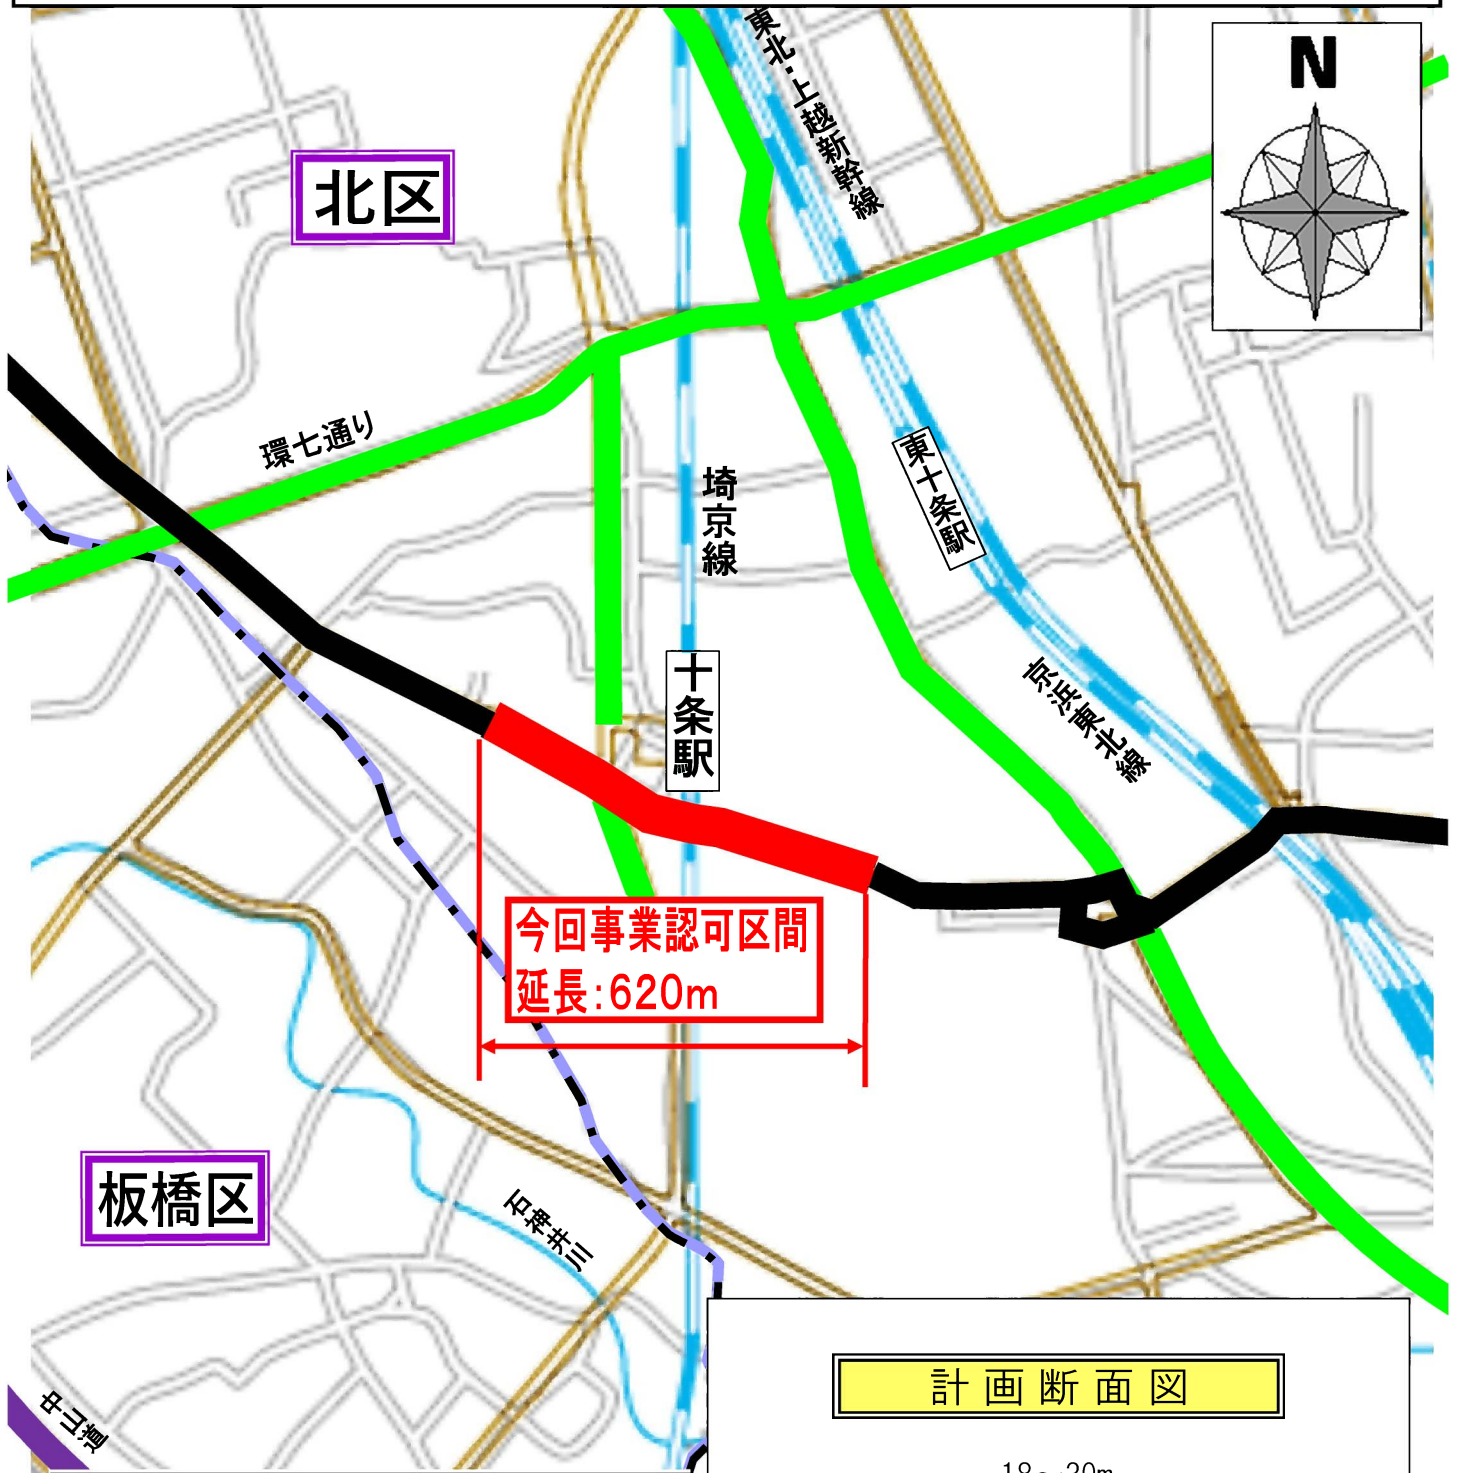 東北・上越新幹線
N
北区
環七通り
埼京線
東十条駅
十条駅
京浜東北線
今回事業認可区間
延長:620m
板橋区
石神井川
中山道
計画断面図
18~20m